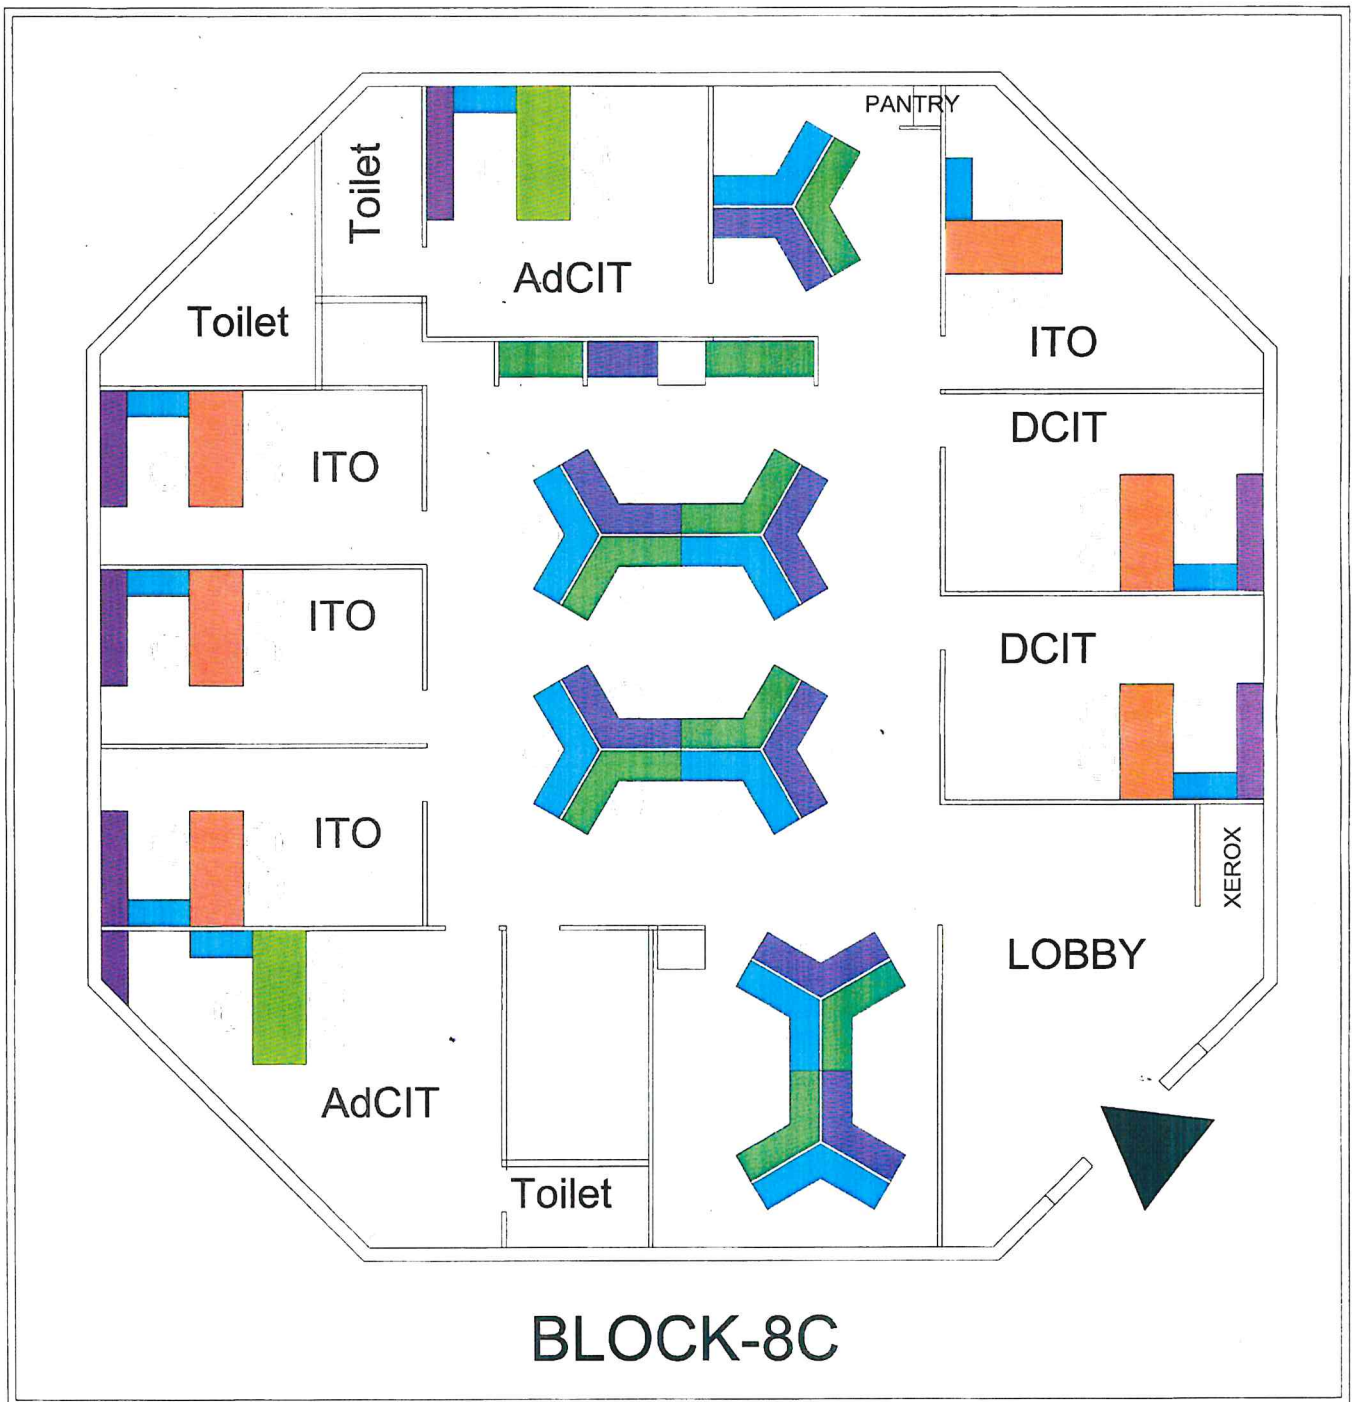 PANTRY
Toilet
AdCIT
Toilet
ITO
DCIT
ITO
ITO
DCIT
ITO
XEROX
LOBBY
AdCIT
Toilet
BLOCK-8C